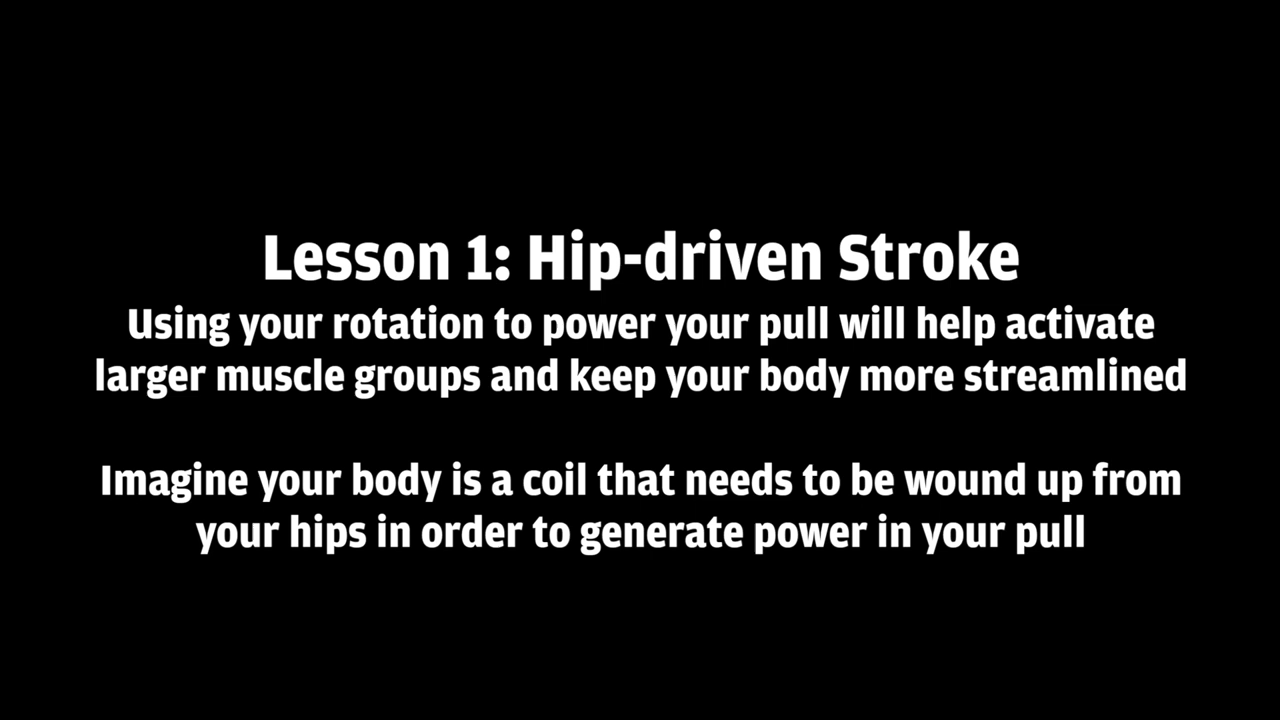 Lesson 1: Hip-driven Stroke
Using your rotation to power your pull will help activate
larger muscle groups and keep your body more streamlined
Imagine your body is a coil that needs to be wound up from
your hips in order to generate power in your pull